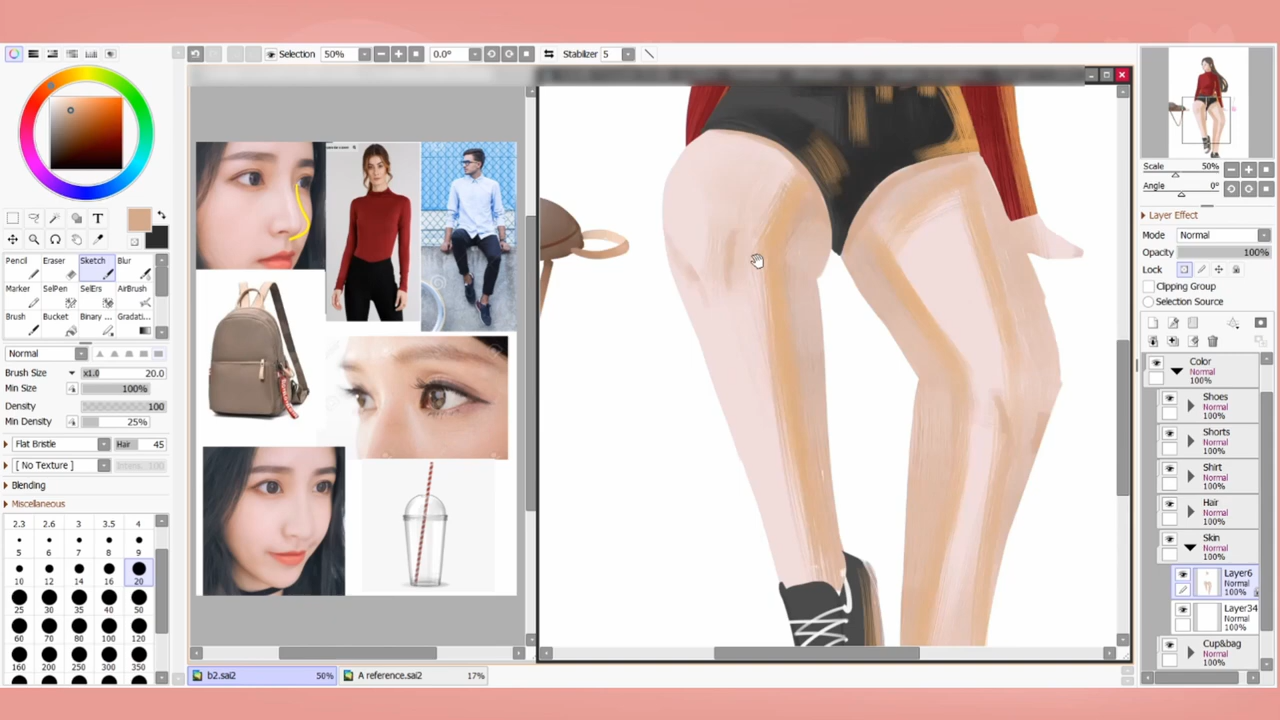 Selection 50% 0.0° Stabilizer 5
T
Pencil Eraser Sketch Blur
Marker SelPen SelErs AirBrush
Brush Bucket Binary ... Gradati...
Normal
Brush Size x1.0 20.0
Min Size 100%
Density 100
Min Density 25%
Flat Bristle Hair 45
[ No Texture ] Intens. 100
Blending
Miscellaneous
2.3 2.6 3 3.5 4
5 6 7 8 9
10 12 14 16 20
25 30 35 40 50
60 70 80 100 120
160 200 250 300 350
b2.sai2 50% A reference.sai2 17%
Scale 50%
Angle 0°
Layer Effect
Mode Normal
Opacity 100%
Lock
Clipping Group
Selection Source
Color
Normal
100%
Shoes
Normal
100%
Shorts
Normal
100%
Shirt
Normal
100%
Hair
Normal
100%
Skin
Normal
100%
Layer6
Normal
100%
Layer34
Normal
100%
Cup&bag
Normal
100%